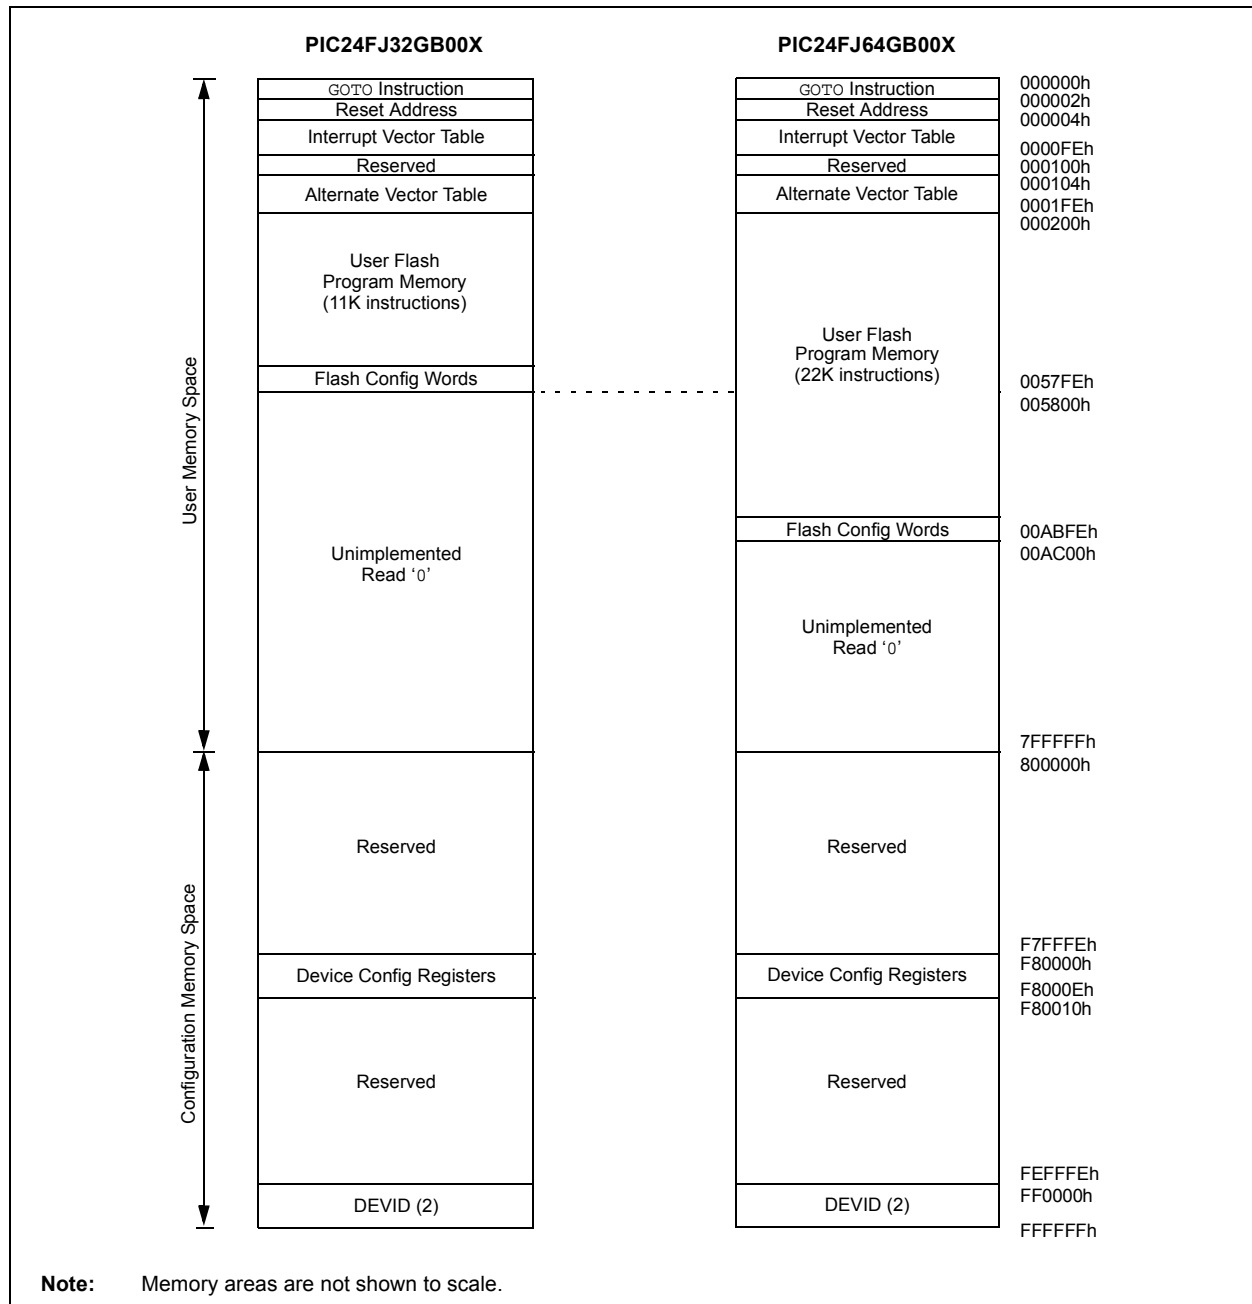 PIC24FJ32GB00X
GOTO Instruction
Reset Address
Interrupt Vector Table
Reserved
Alternate Vector Table
User Flash
Program Memory
(11K instructions)
Flash Config Words
Unimplemented
Read ‘0’
Reserved
Device Config Registers
Reserved
DEVID (2)
User Memory Space
Configuration Memory Space
PIC24FJ64GB00X
GOTO Instruction
Reset Address
Interrupt Vector Table
Reserved
Alternate Vector Table
User Flash
Program Memory
(22K instructions)
Flash Config Words
Unimplemented
Read ‘0’
Reserved
Device Config Registers
Reserved
DEVID (2)
000000h
000002h
000004h
0000FEh
000100h
000104h
0001FEh
000200h
0057FEh
005800h
00ABFEh
00AC00h
7FFFFFh
800000h
F7FFFEh
F80000h
F8000Eh
F80010h
FEFFFEh
FF0000h
FFFFFFh
Note: Memory areas are not shown to scale.